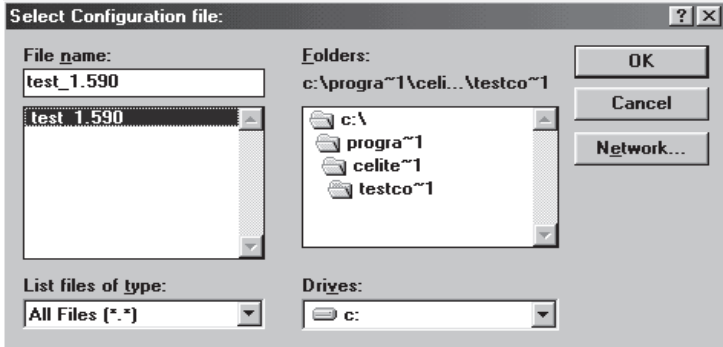 Select Configuration file:
File name:
test_1.590
test_1.590
List files of type:
All Files (*.*)
Folders:
c:\progra~1\celi...\testco~1
c:\
progra~1
celite~1
testco~1
Drives:
c:
OK
Cancel
Network...